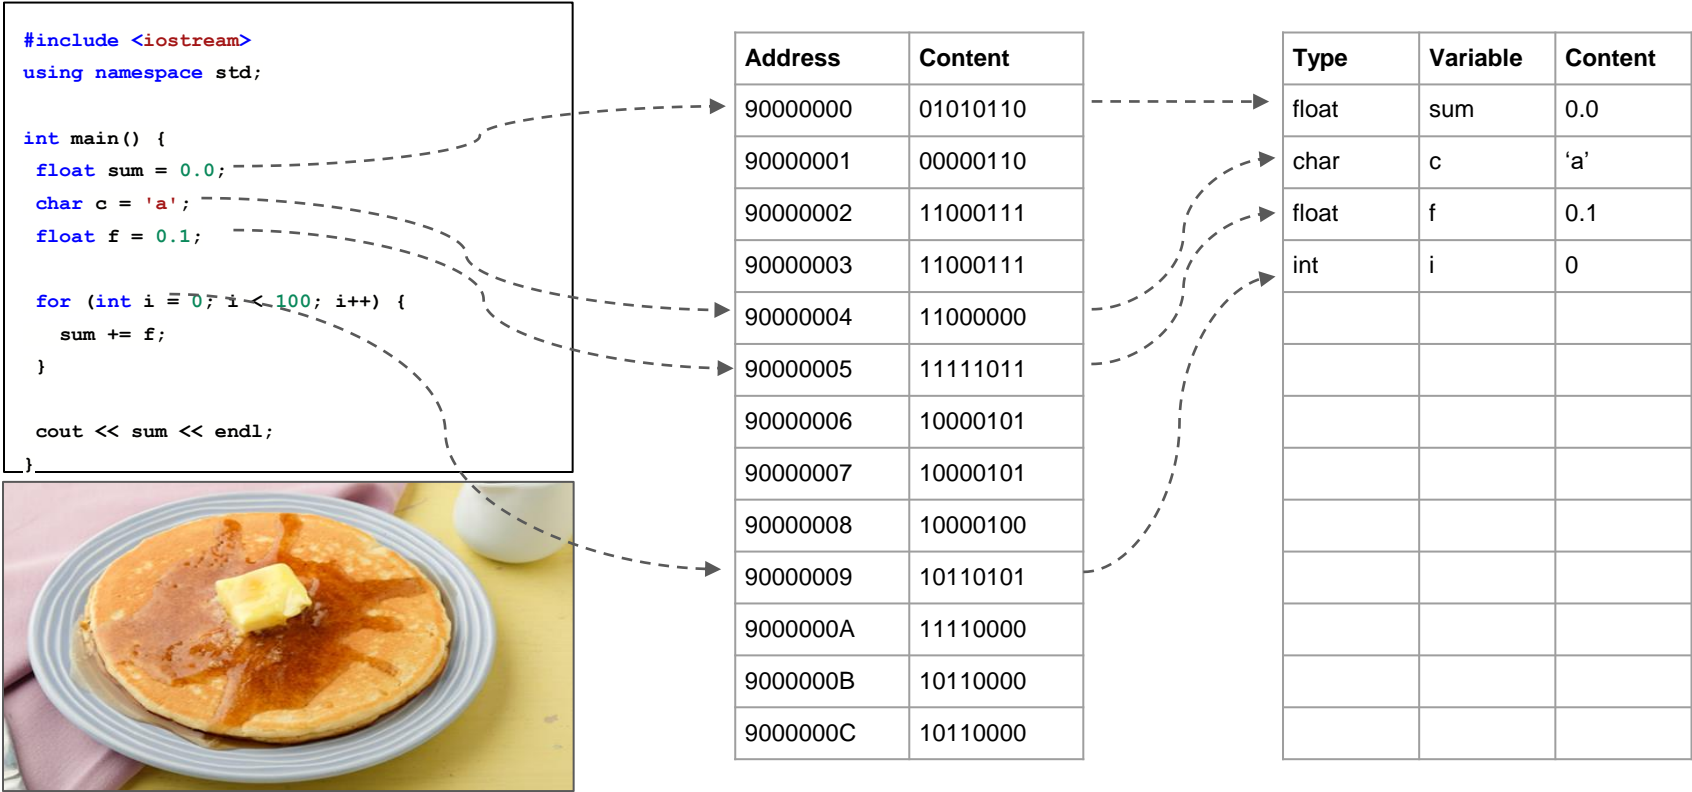 #include <iostream>
using namespace std;
int main() {
float sum = 0.0;
char c = 'a';
float f = 0.1;
for (int i = 0; i < 100; i++) {
sum += f;
}
cout << sum << endl;
}
Address Content
90000000 01010110
90000001 00000110
90000002 11000111
90000003 11000111
90000004 11000000
90000005 11111011
90000006 10000101
90000007 10000101
90000008 10000100
90000009 10110101
9000000A 11110000
9000000B 10110000
9000000C 10110000
Type Variable Content
float sum 0.0
char c ‘a’
float f 0.1
int i 0